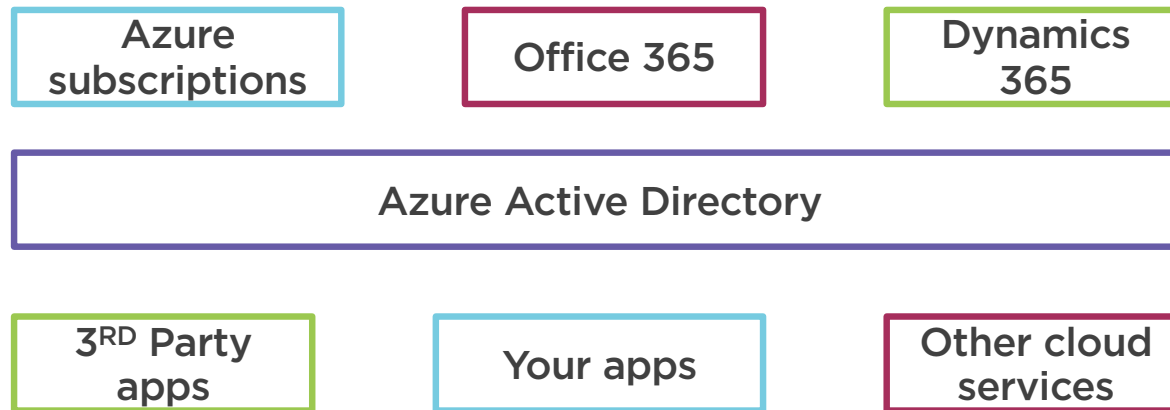 Azure
subscriptions
Office 365
Dynamics
365
Azure Active Directory
3RD Party
apps
Your apps
Other cloud
services